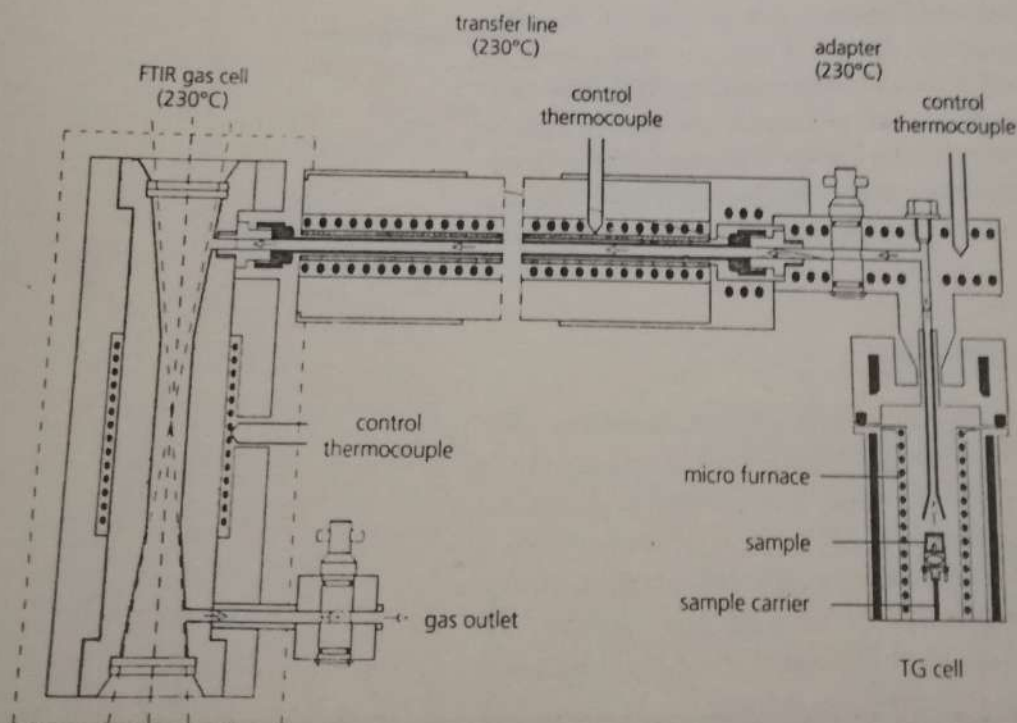 transfer line
(230°C)
adapter
(230°C)
FTIR gas cell
(230°C)
control
thermocouple
control
thermocouple
control
thermocouple
micro furnace
sample
gas outlet
sample carrier
TG cell